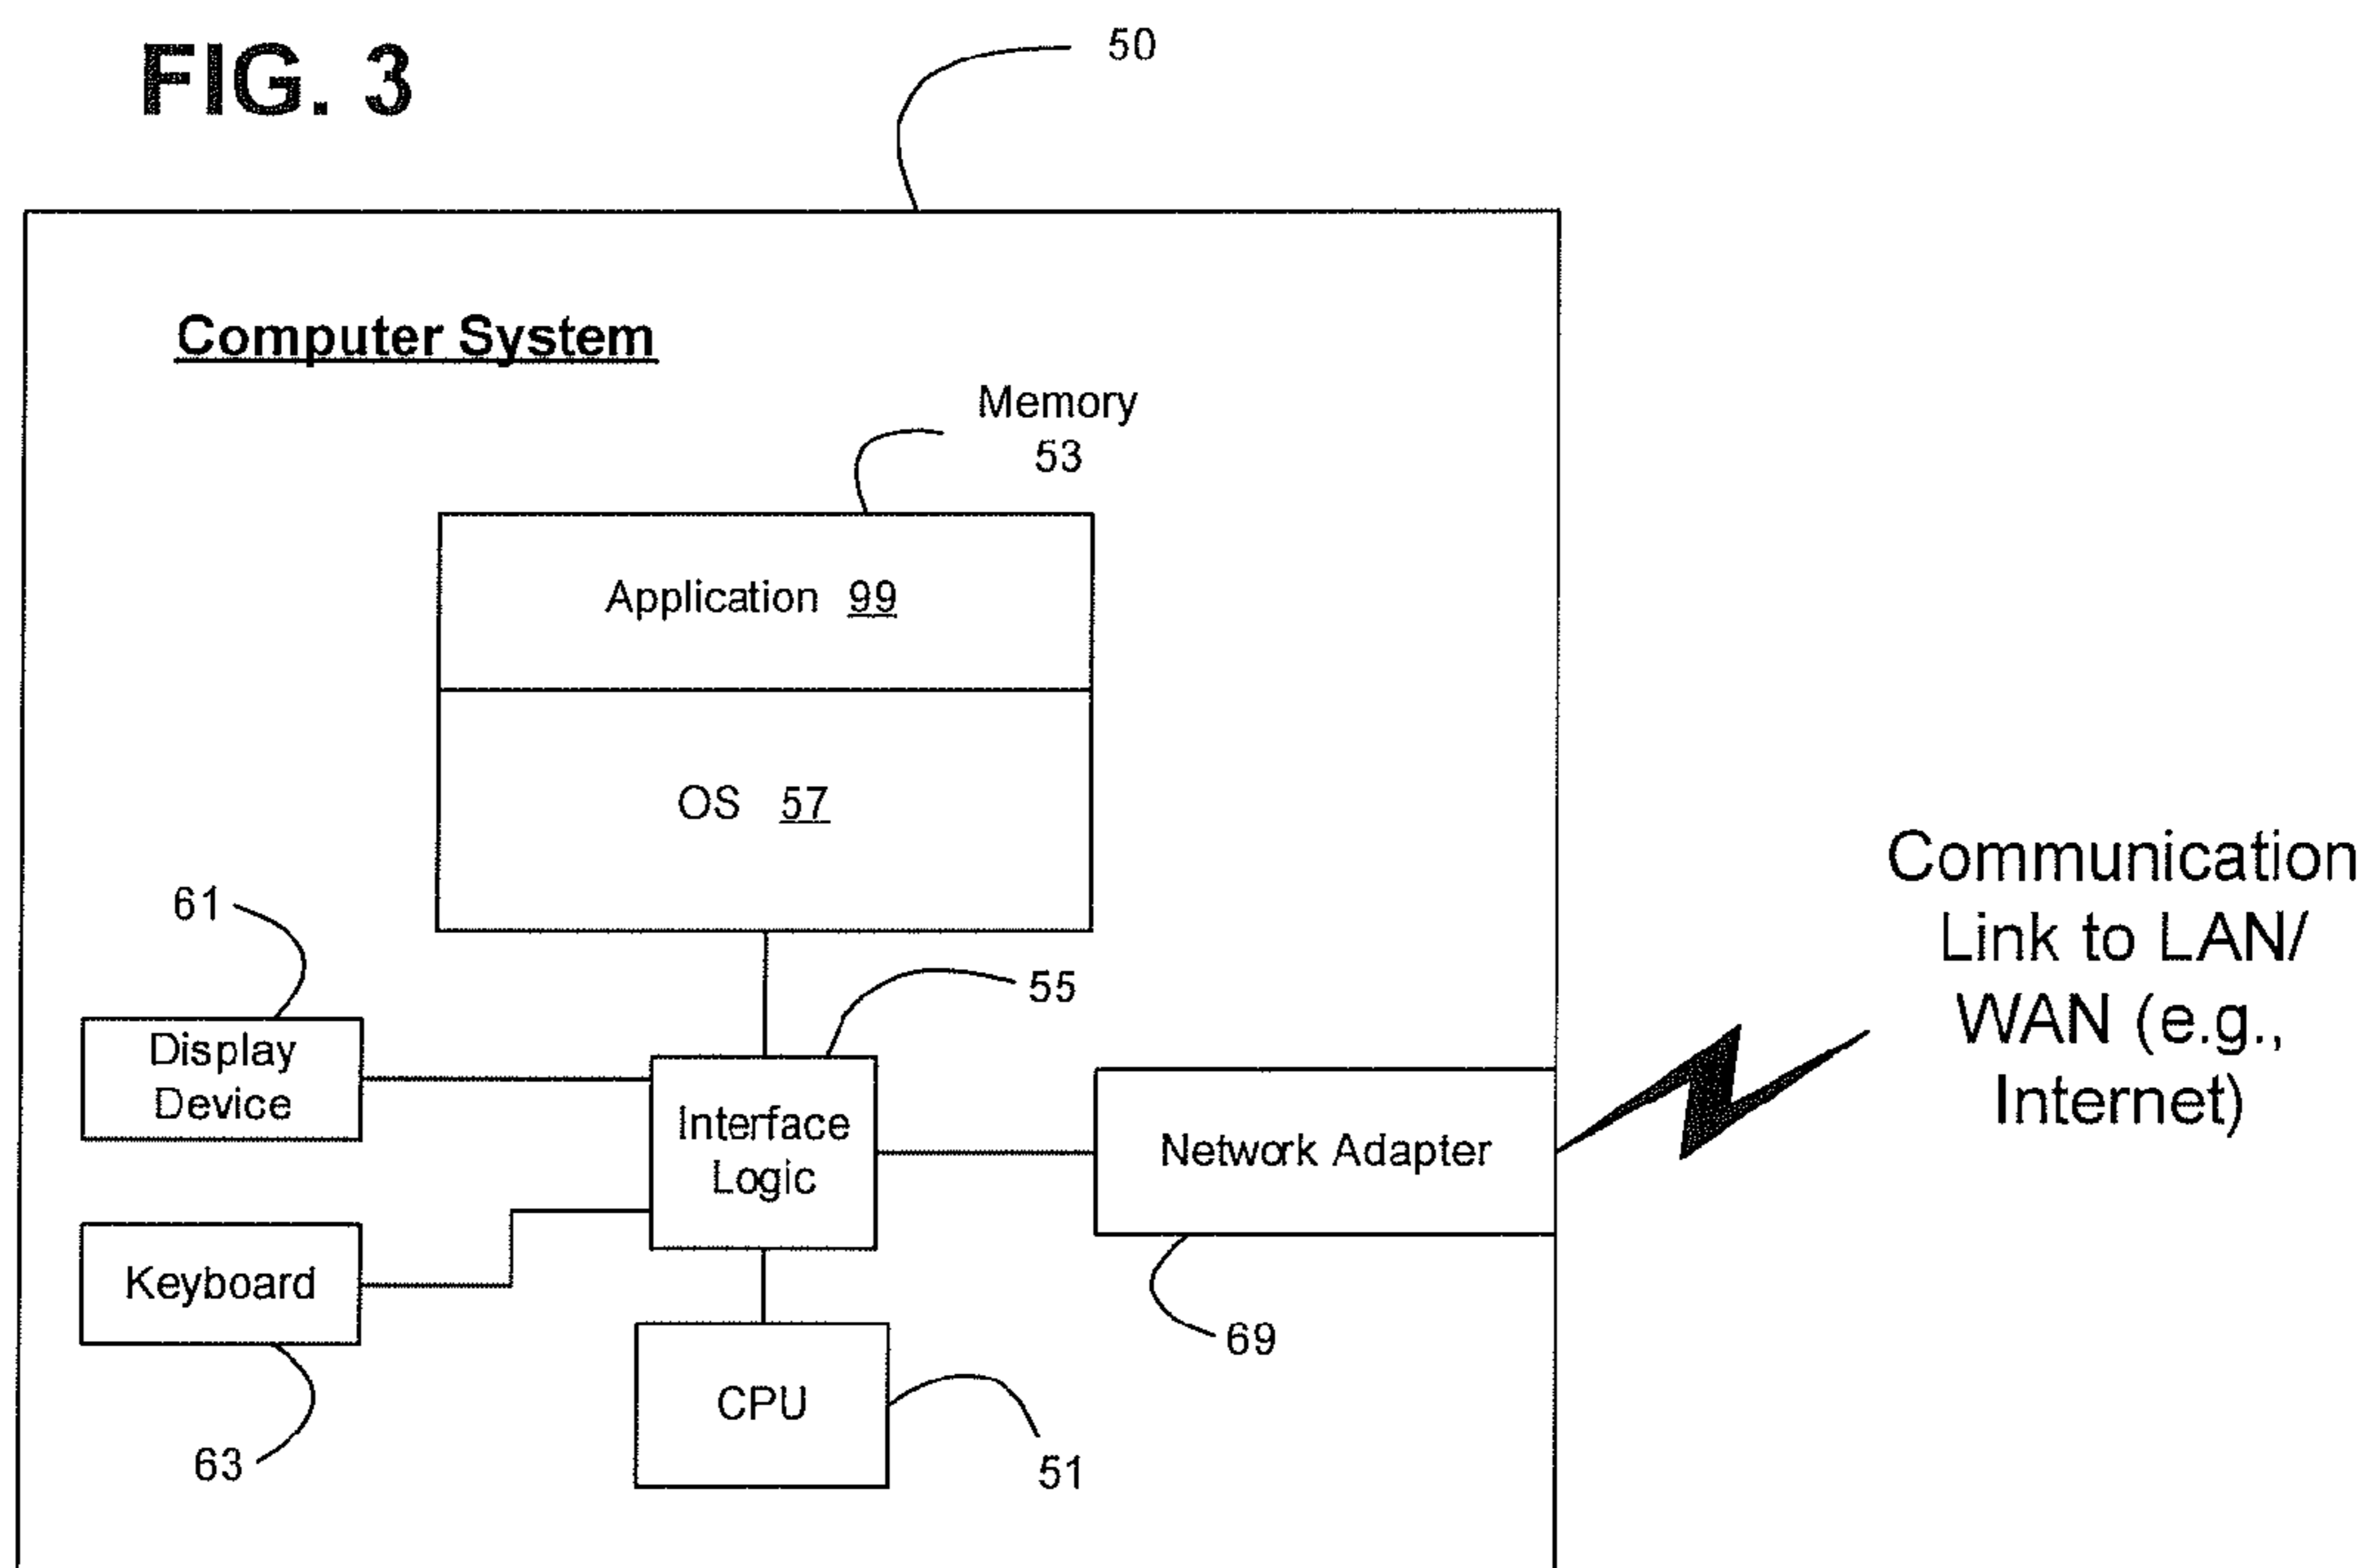 FIG. 3
50
Computer System
Memory
53
Application 99
OS 57
61
55
Display
Device
Interface
Logic
Network Adapter
Communication
Link to LAN/
WAN (e.g.,
Internet)
Keyboard
69
CPU
63
51